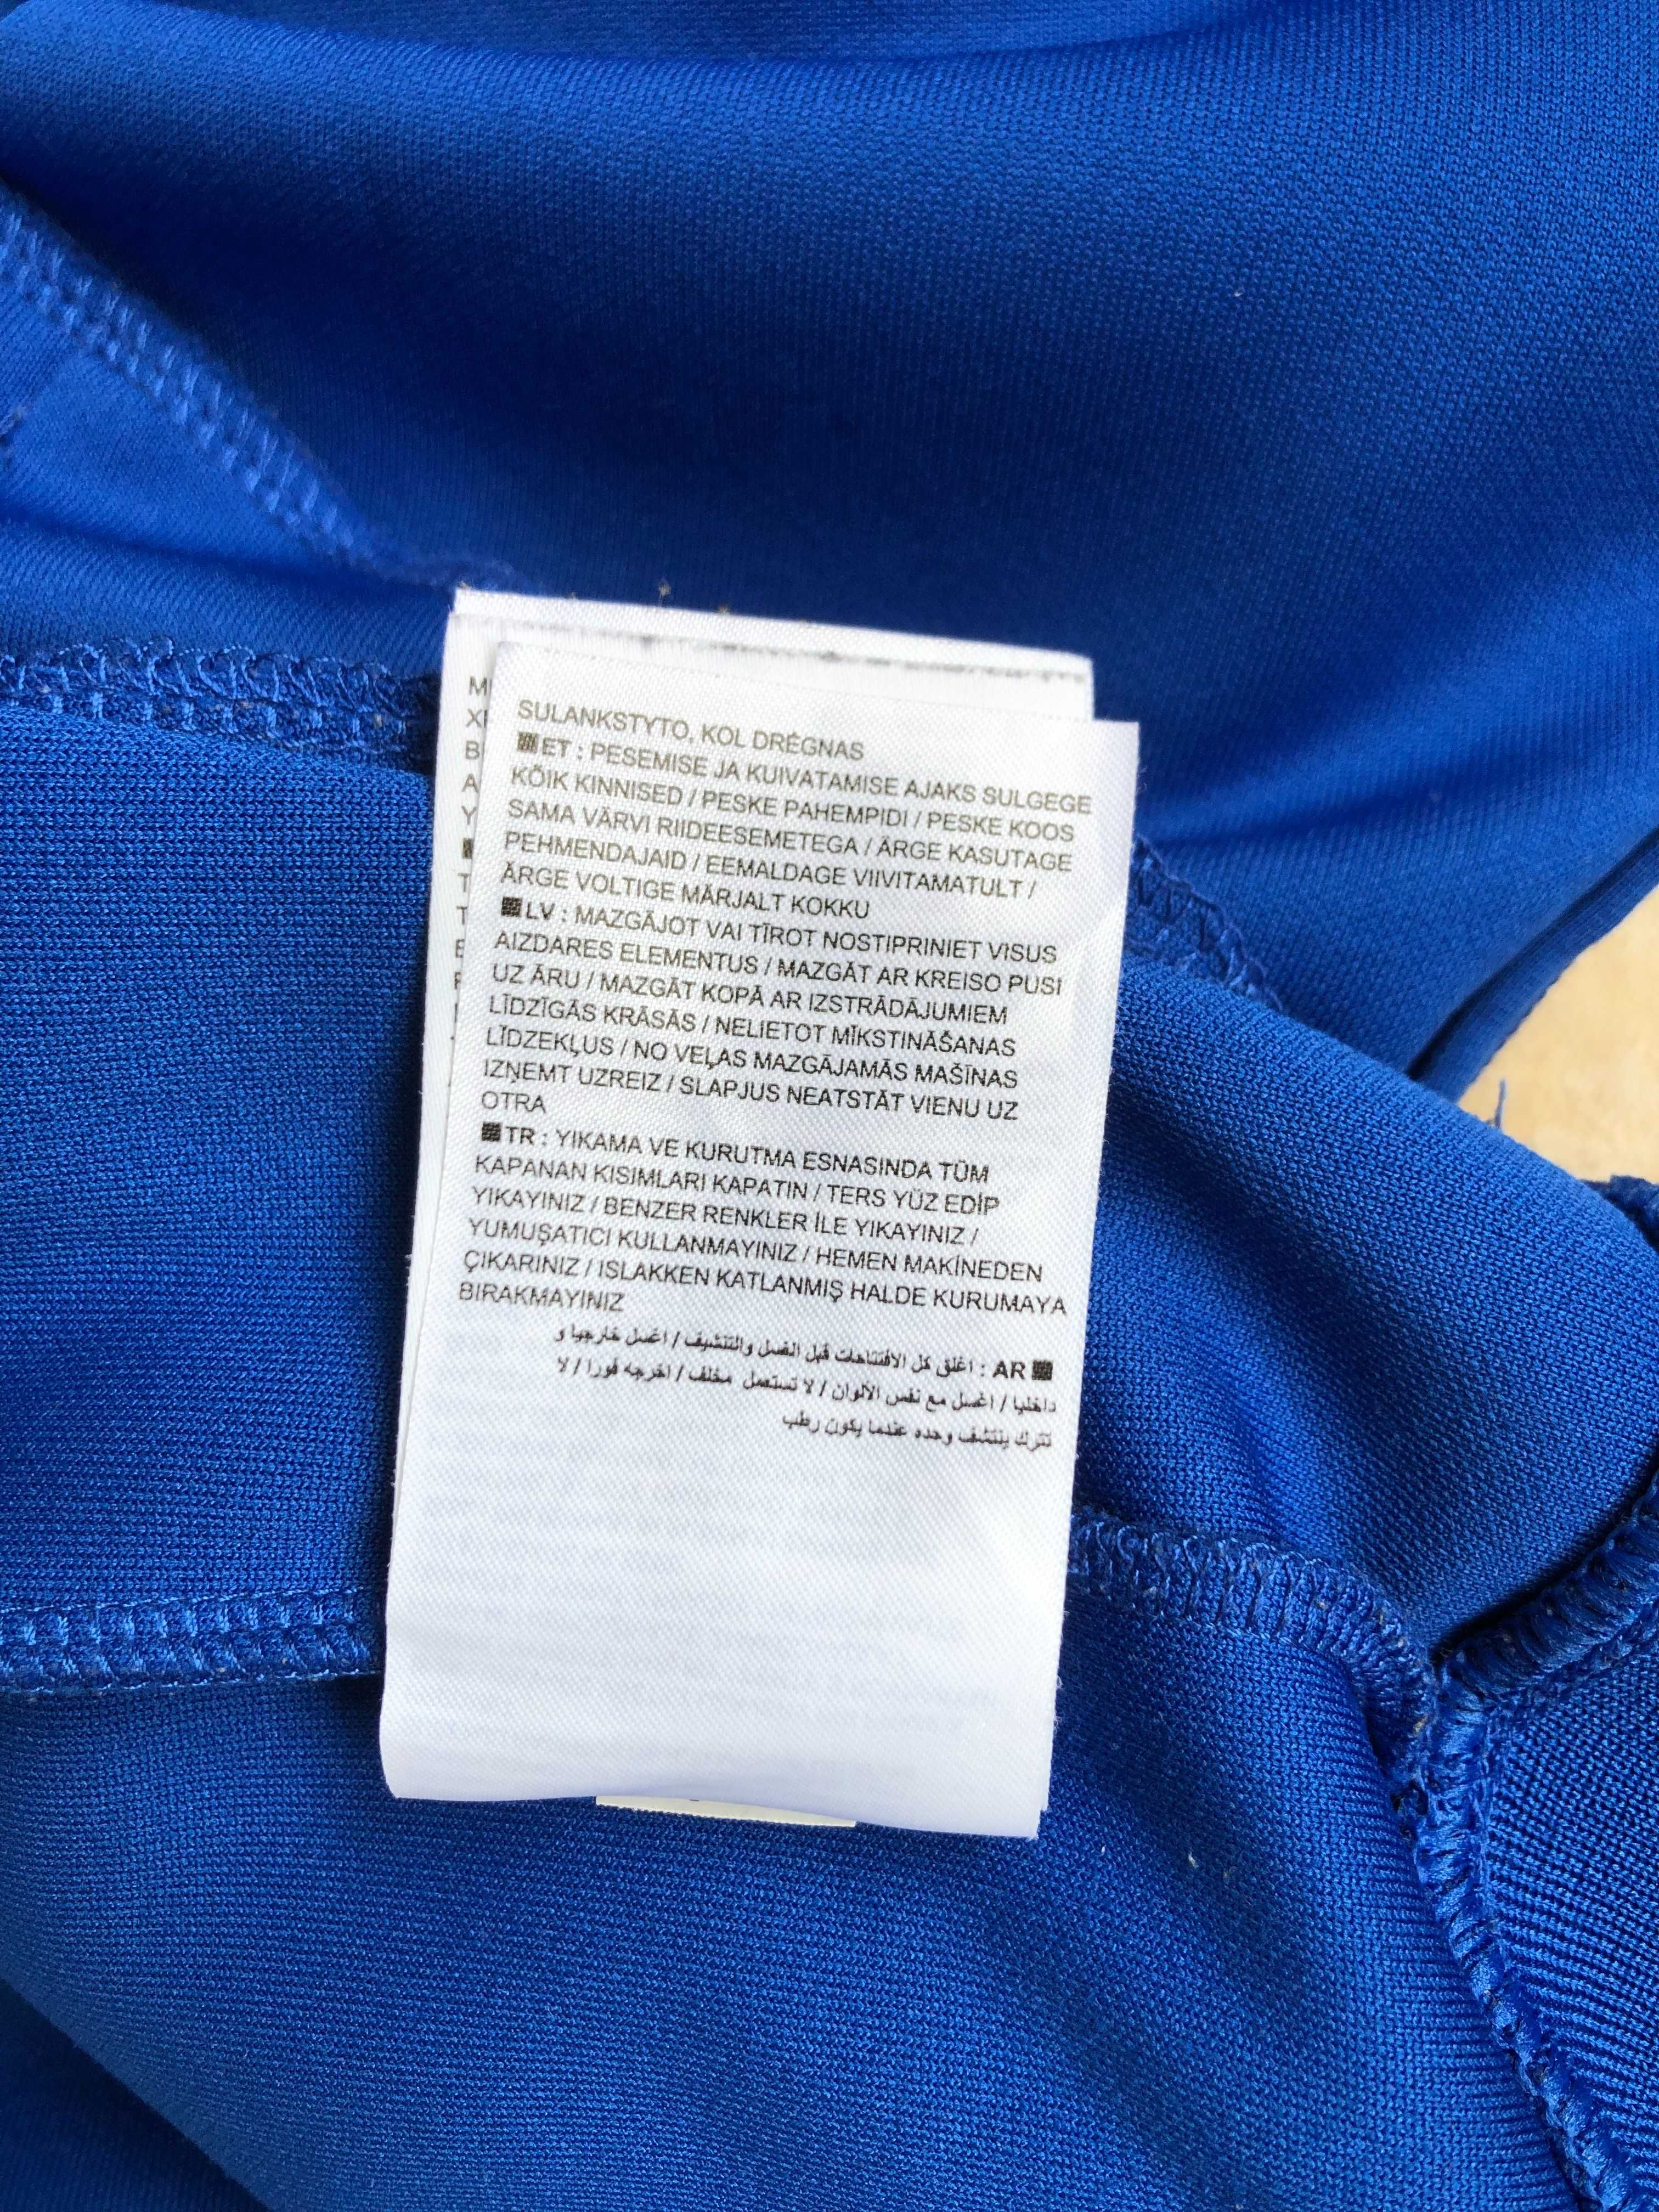 SULANKSTYTO, KOL DRĖGNAS
ET : PESEMISE JA KUIVATAMISE AJAKS SULGEGE
KÕIK KINNISED / PESKE PAHEMPIDI / PESKE KOOS
SAMA VÄRVI RIIDEESEMETEGA / ÄRGE KASUTAGE
PEHMENDAJAID / EEMALDAGE VIIVITAMATULT /
ÄRGE VOLTIGE MÄRJALT KOKKU
LV : MAZGĀJOT VAI TĪROT NOSTIPRINIET VISUS
AIZDARES ELEMENTUS / MAZGĀT AR KREISO PUSI
UZ ĀRU / MAZGĀT KOPĀ AR IZSTRĀDĀJUMIEM
LĪDZĪGĀS KRĀSĀS / NELIETOT MĪKSTINĀŠANAS
LĪDZEKĻUS / NO VEĻAS MAZGĀJAMĀS MAŠĪNAS
IZŅEMT UZREIZ / SLAPJUS NEATSTĀT VIENU UZ
OTRA
TR : YIKAMA VE KURUTMA ESNASINDA TÜM
KAPANAN KISIMLARI KAPATIN / TERS YÜZ EDİP
YIKAYINIZ / BENZER RENKLER İLE YIKAYINIZ /
YUMUŞATICI KULLANMAYINIZ / HEMEN MAKİNEDEN
ÇIKARINIZ / ISLAKKEN KATLANMIŞ HALDE KURUMAYA
BIRAKMAYINIZ
AR : اغلق كل الافتتاحات قبل الغسل والتنشيف / اغسل خارجيا و
داخليا / اغسل مع نفس الألوان / لا تستعمل مخلف / اخرجه فورا / لا
تترك يتنشف وحده عندما يكون رطب